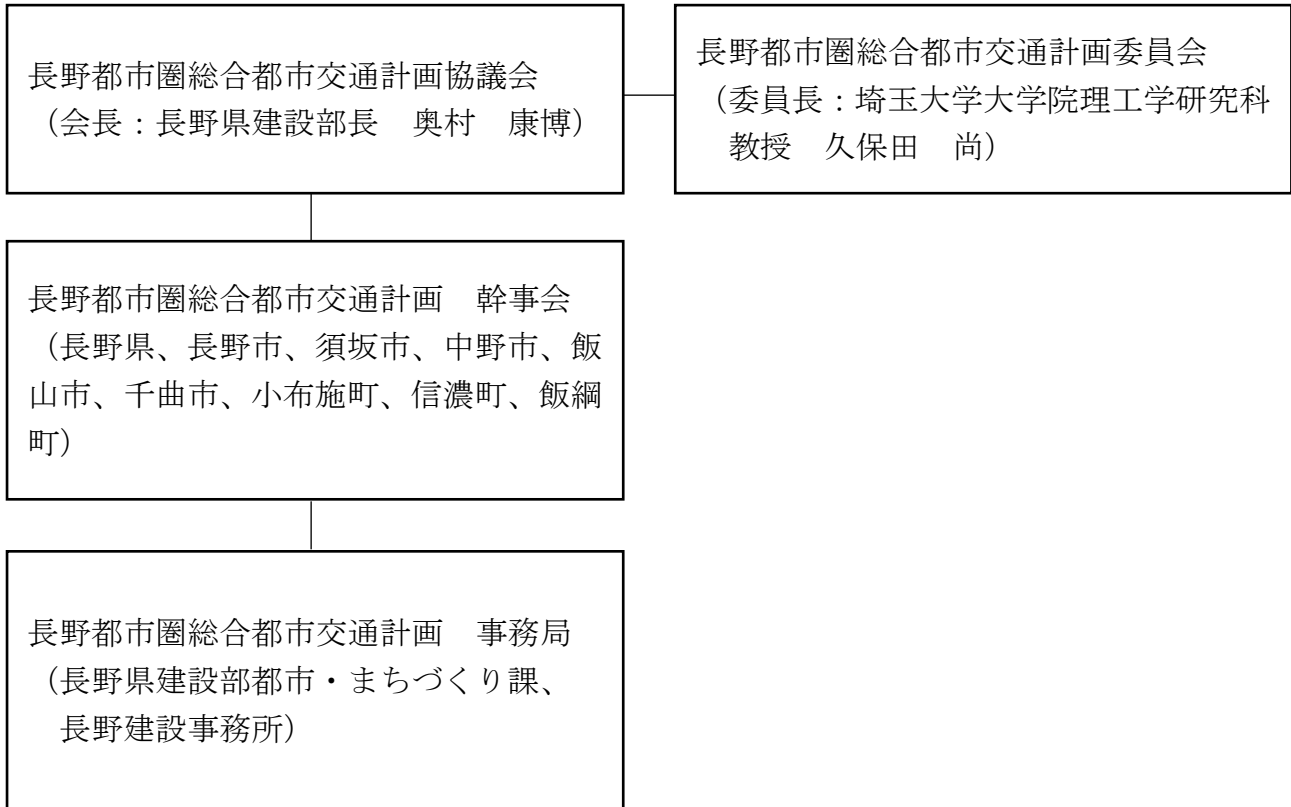 長野都市圏総合都市交通計画協議会
（会長：長野県建設部長　奥村　康博）
長野都市圏総合都市交通計画委員会
（委員長：埼玉大学大学院理工学研究科
教授　久保田　尚）
長野都市圏総合都市交通計画　幹事会
（長野県、長野市、須坂市、中野市、飯
山市、千曲市、小布施町、信濃町、飯綱
町）
長野都市圏総合都市交通計画　事務局
（長野県建設部都市・まちづくり課、
長野建設事務所）